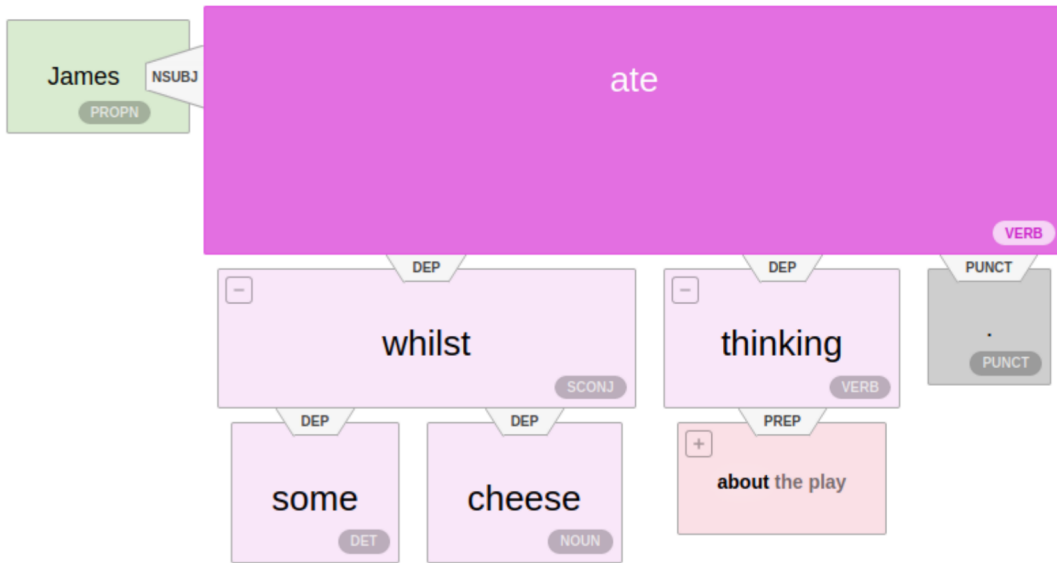 ate
James NSUBJ
PROPN
VERB
DEP DEP PUNCT
− −
whilst thinking .
SCONJ VERB PUNCT
DEP DEP PREP
+
some cheese about the play
DET NOUN